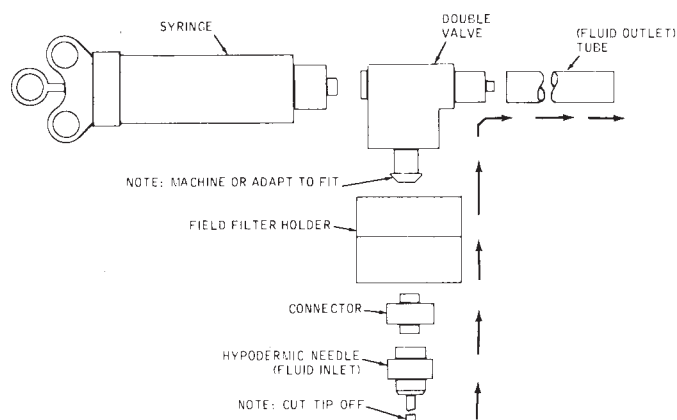 SYRINGE
DOUBLE
VALVE
(FLUID OUTLET)
TUBE
NOTE: MACHINE OR ADAPT TO FIT
FIELD FILTER HOLDER
CONNECTOR
HYPODERMIC NEEDLE
(FLUID INLET)
NOTE: CUT TIP OFF